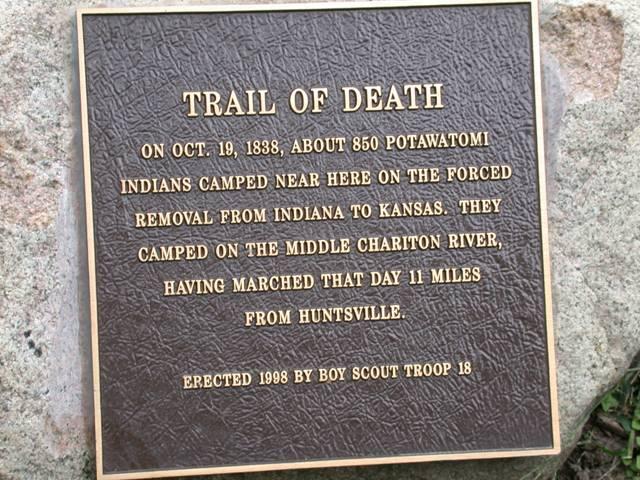 TRAIL OF DEATH
ON OCT. 19, 1838, ABOUT 850 POTAWATOMI
INDIANS CAMPED NEAR HERE ON THE FORCED
REMOVAL FROM INDIANA TO KANSAS. THEY
CAMPED ON THE MIDDLE CHARITON RIVER,
HAVING MARCHED THAT DAY 11 MILES
FROM HUNTSVILLE.
ERECTED 1998 BY BOY SCOUT TROOP 18